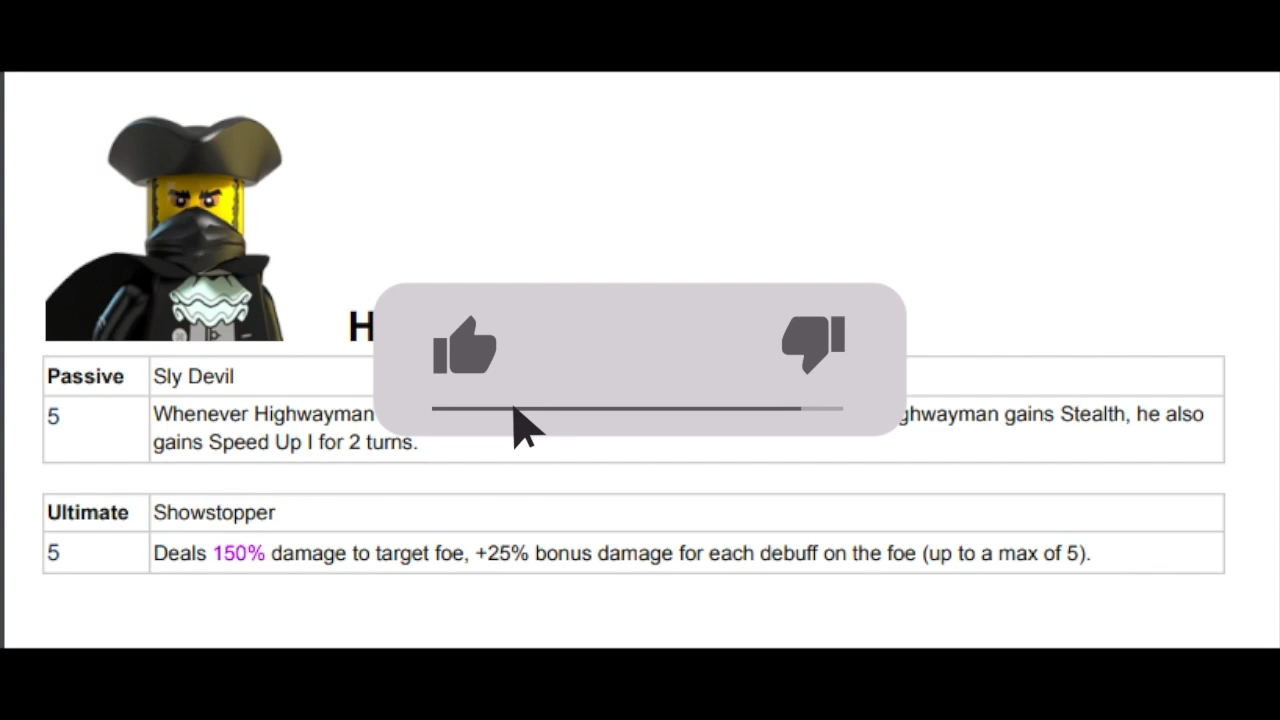 H
Passive Sly Devil
5 Whenever Highwayman ghwayman gains Stealth, he also
gains Speed Up I for 2 turns.
Ultimate Showstopper
5 Deals 150% damage to target foe, +25% bonus damage for each debuff on the foe (up to a max of 5).